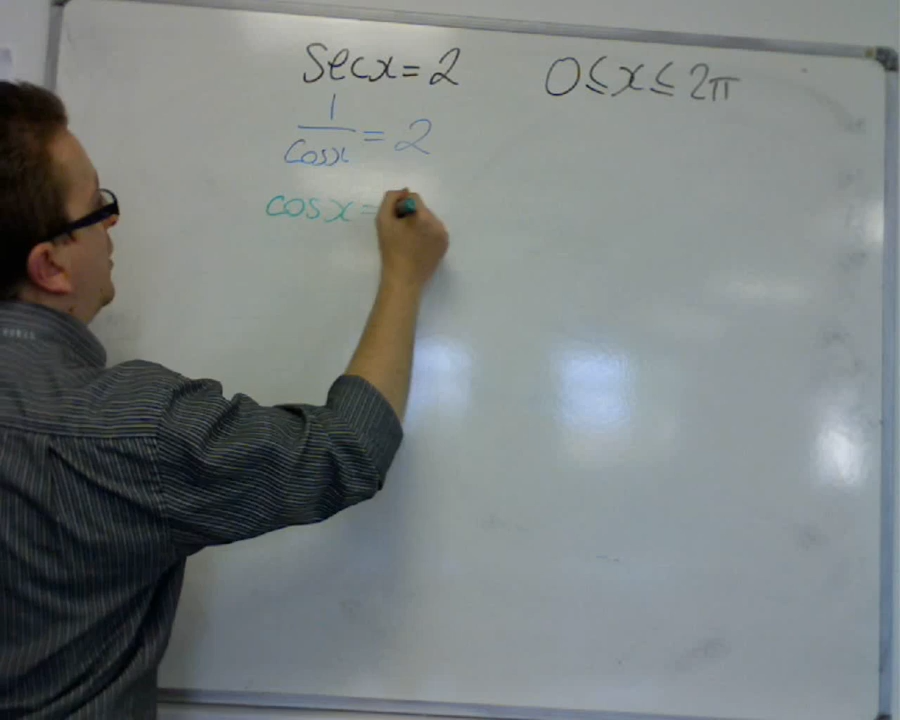 Secx = 2 0 ≤ x ≤ 2π
1/Cosx = 2
cosx =